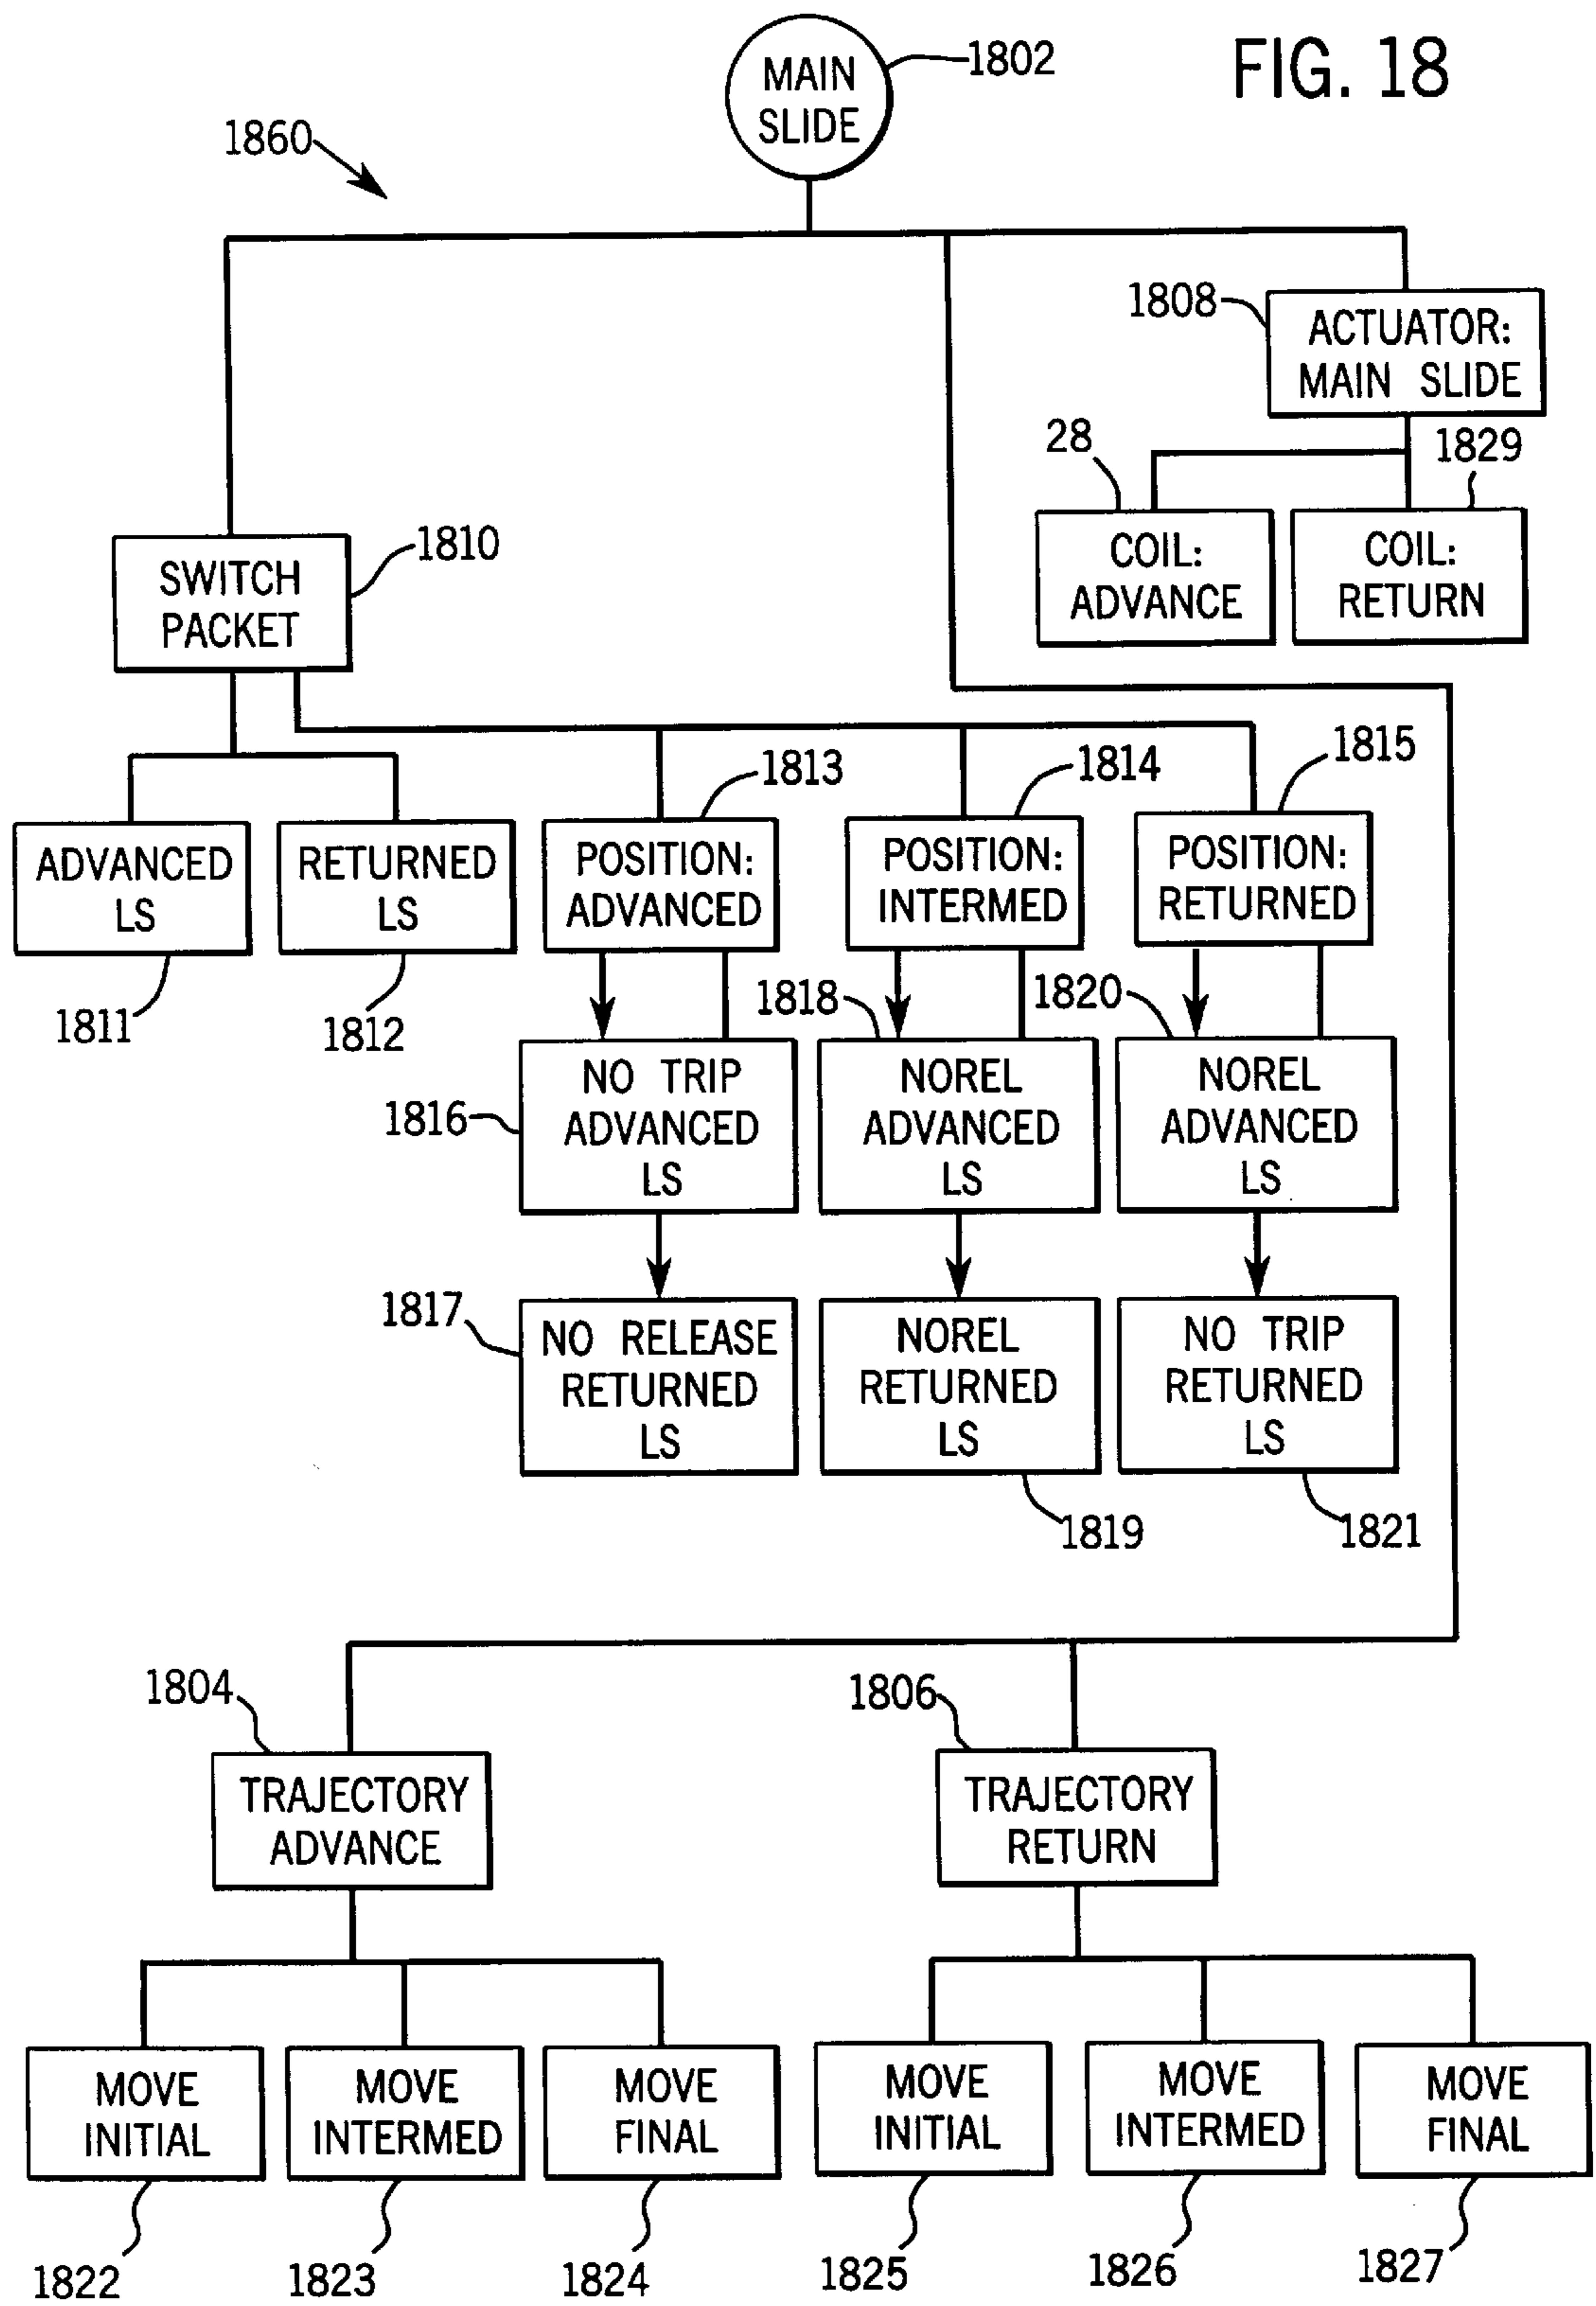 FIG. 18
1802
MAIN
SLIDE
1860
1808
ACTUATOR:
MAIN SLIDE
28
1829
COIL:
ADVANCE
COIL:
RETURN
1810
SWITCH
PACKET
1813
1814
1815
ADVANCED
LS
RETURNED
LS
POSITION:
ADVANCED
POSITION:
INTERMED
POSITION:
RETURNED
1811
1812
1818
1820
1816
NO TRIP
ADVANCED
LS
NOREL
ADVANCED
LS
NOREL
ADVANCED
LS
1817
NO RELEASE
RETURNED
LS
NOREL
RETURNED
LS
NO TRIP
RETURNED
LS
1819
1821
1804
1806
TRAJECTORY
ADVANCE
TRAJECTORY
RETURN
MOVE
INITIAL
MOVE
INTERMED
MOVE
FINAL
MOVE
INITIAL
MOVE
INTERMED
MOVE
FINAL
1822
1823
1824
1825
1826
1827